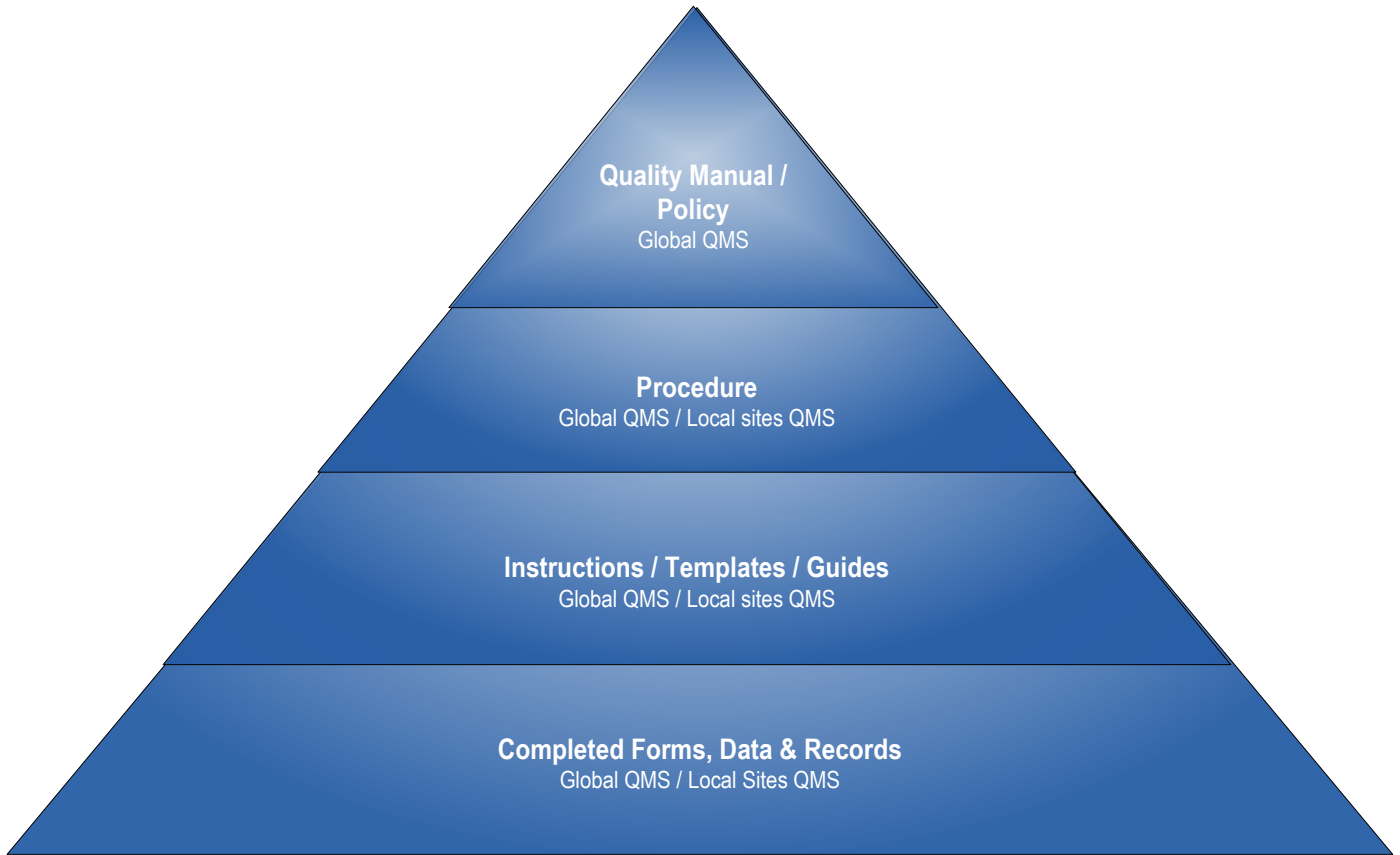 Quality Manual /
Policy
Global QMS
Procedure
Global QMS / Local sites QMS
Instructions / Templates / Guides
Global QMS / Local sites QMS
Completed Forms, Data & Records
Global QMS / Local Sites QMS